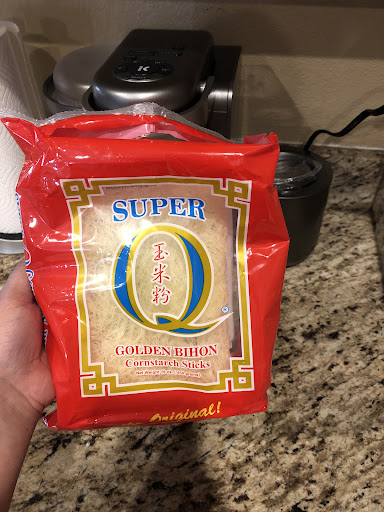 K
SUPER
Q
玉米粉
®
GOLDEN BIHON
Cornstarch Sticks
Original!